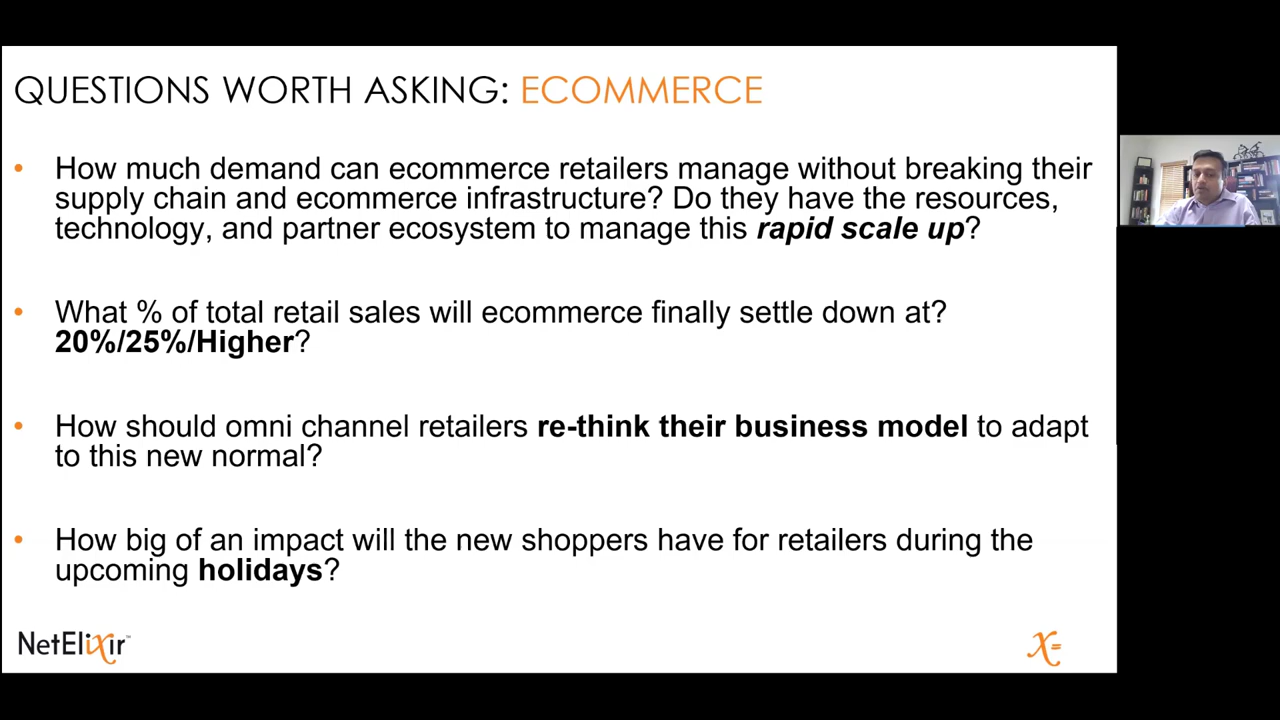 QUESTIONS WORTH ASKING: ECOMMERCE
• How much demand can ecommerce retailers manage without breaking their
supply chain and ecommerce infrastructure? Do they have the resources,
technology, and partner ecosystem to manage this rapid scale up?
• What % of total retail sales will ecommerce finally settle down at?
20%/25%/Higher?
• How should omni channel retailers re-think their business model to adapt
to this new normal?
• How big of an impact will the new shoppers have for retailers during the
upcoming holidays?
NetElixir™
X=